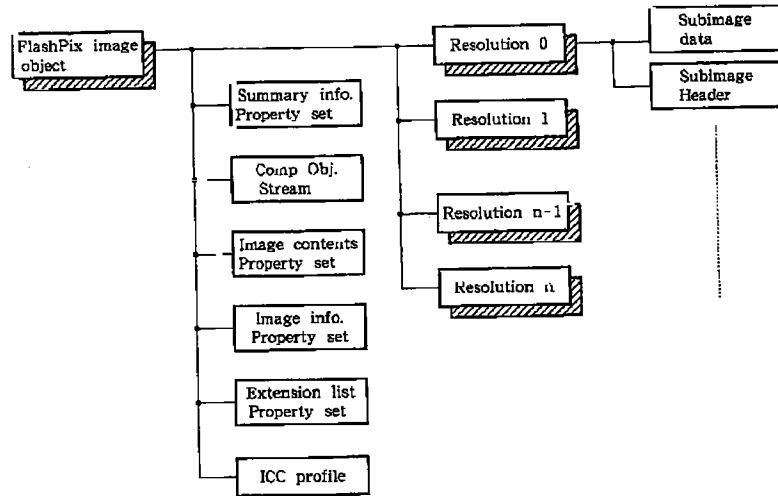 FlashPix image
object
Resolution 0
Subimage
data
Subimage
Header
Summary info.
Property set
Resolution 1
Comp Obj.
Stream
Resolution n-1
Image contents
Property set
Resolution n
Image info.
Property set
Extension list
Property set
ICC profile